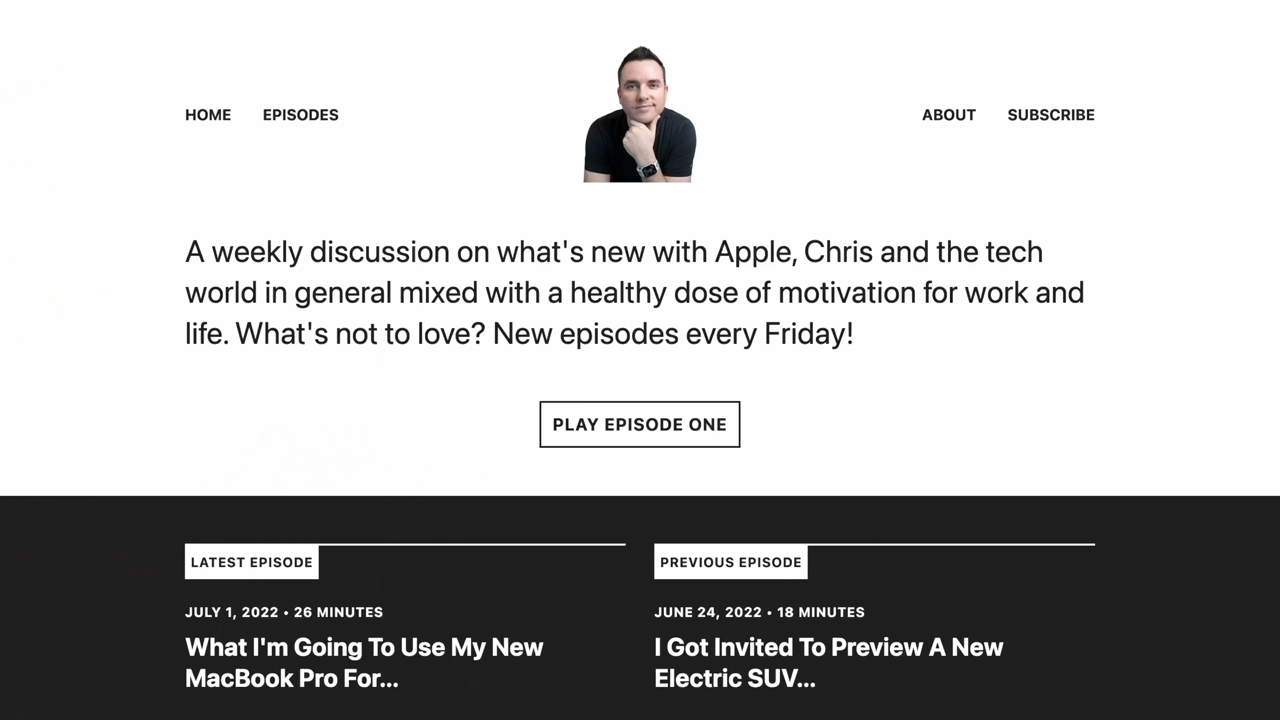 HOME EPISODES ABOUT SUBSCRIBE
A weekly discussion on what's new with Apple, Chris and the tech
world in general mixed with a healthy dose of motivation for work and
life. What's not to love? New episodes every Friday!
PLAY EPISODE ONE
LATEST EPISODE
JULY 1, 2022 • 26 MINUTES
What I'm Going To Use My New
MacBook Pro For...
PREVIOUS EPISODE
JUNE 24, 2022 • 18 MINUTES
I Got Invited To Preview A New
Electric SUV...